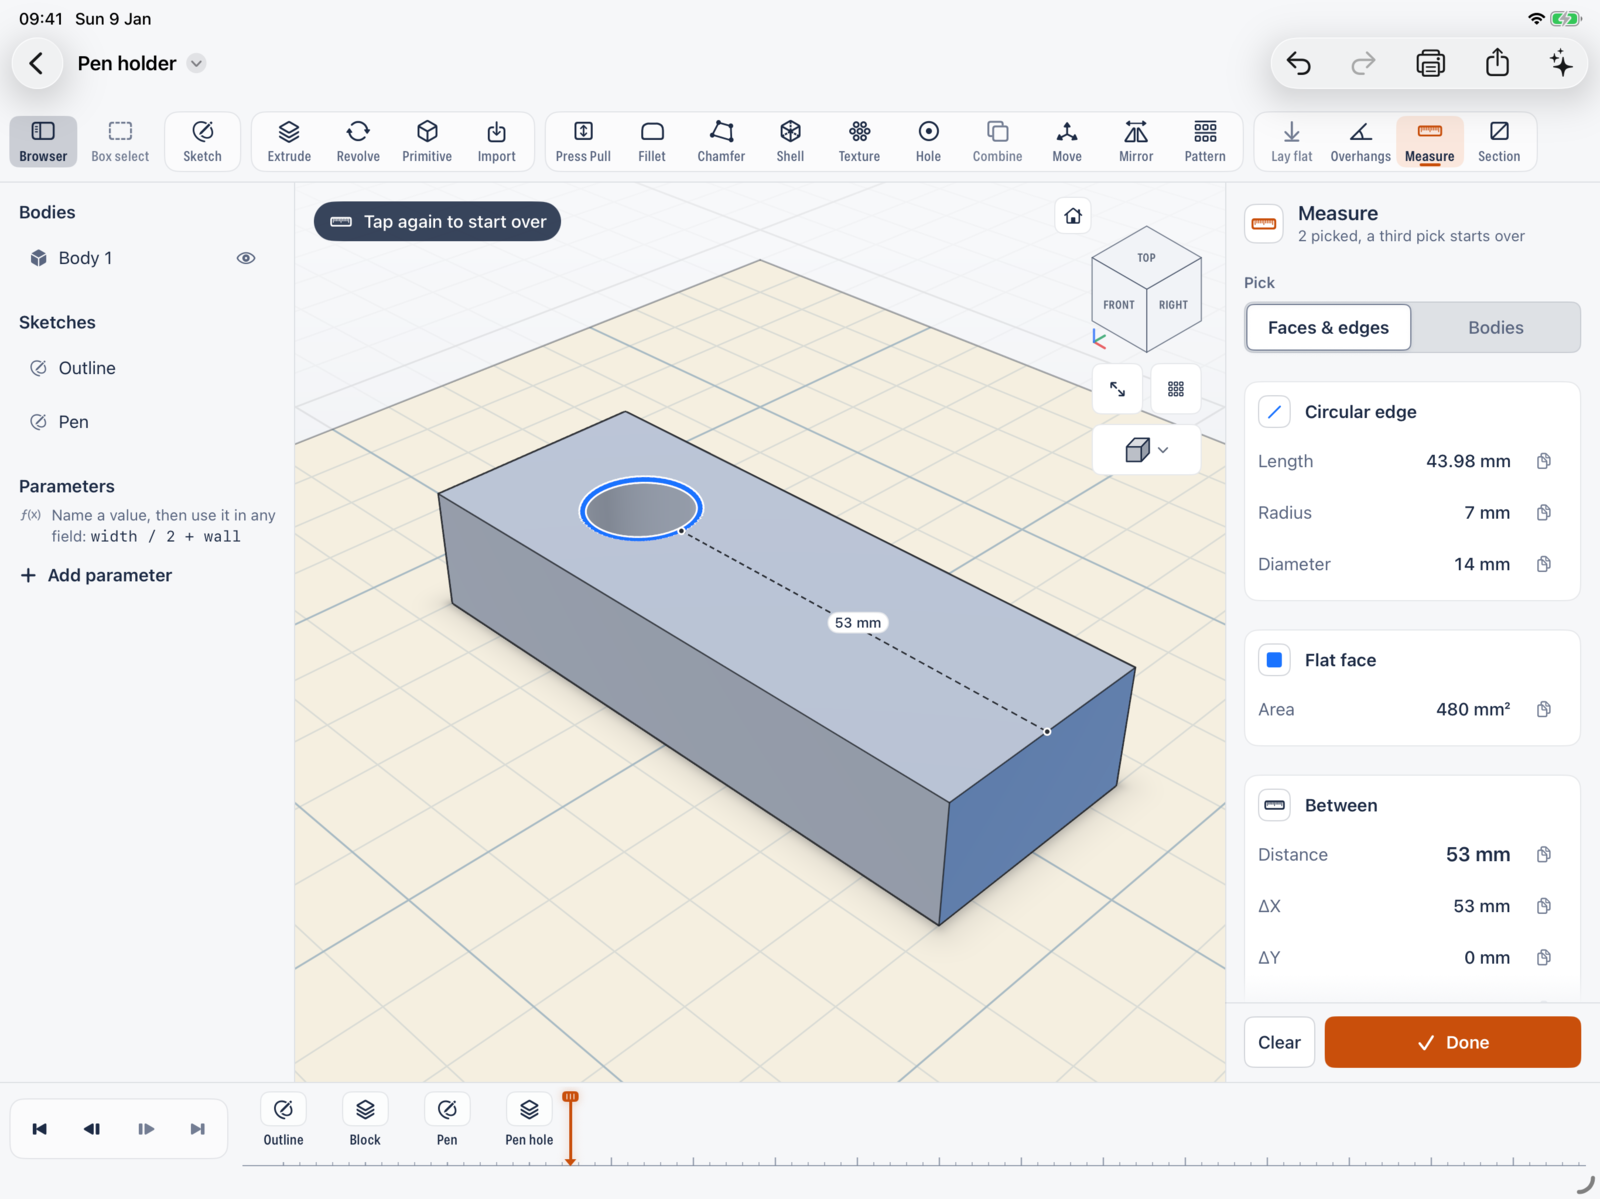 09:41 Sun 9 Jan
Pen holder
Browser
Box select
Sketch
Extrude
Revolve
Primitive
Import
Press Pull
Fillet
Chamfer
Shell
Texture
Hole
Combine
Move
Mirror
Pattern
Lay flat
Overhangs
Measure
Section
Bodies
Body 1
Sketches
Outline
Pen
Parameters
f(x) Name a value, then use it in any
field: width / 2 + wall
+ Add parameter
Tap again to start over
TOP
FRONT
RIGHT
53 mm
Measure
2 picked, a third pick starts over
Pick
Faces & edges
Bodies
Circular edge
Length 43.98 mm
Radius 7 mm
Diameter 14 mm
Flat face
Area 480 mm²
Between
Distance 53 mm
ΔX 53 mm
ΔY 0 mm
Clear
Done
Outline
Block
Pen
Pen hole